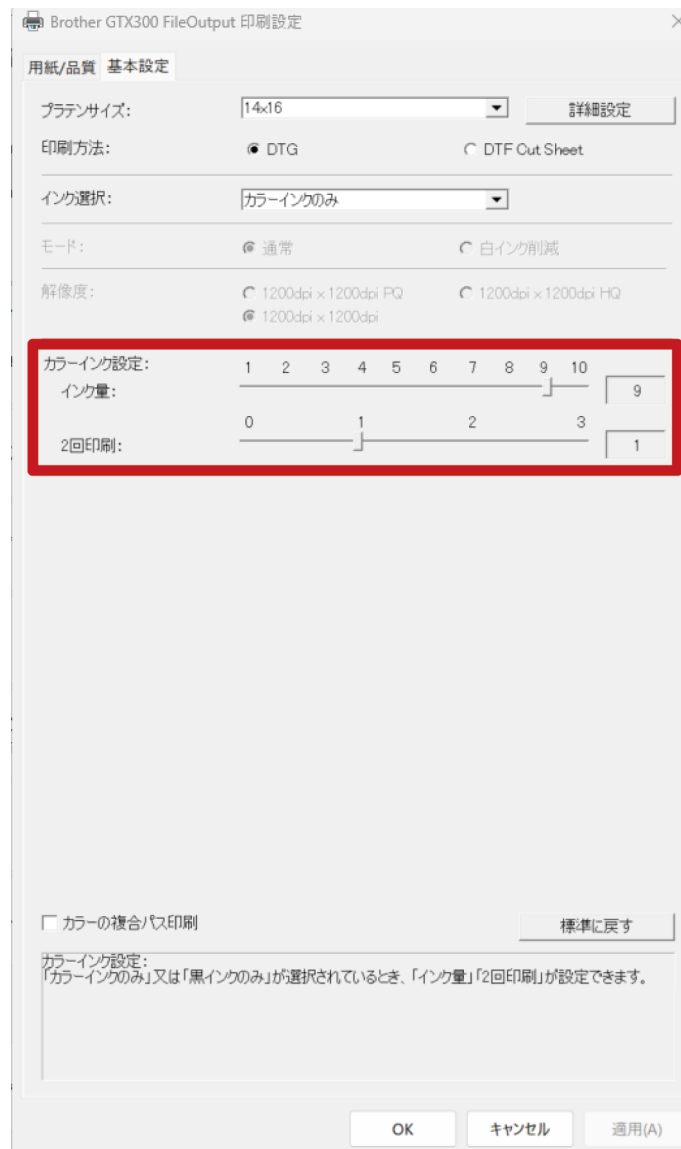 Brother GTX300 FileOutput 印刷設定
用紙/品質 基本設定
プラテンサイズ: 14x16 詳細設定
印刷方法: DTG DTF Cut Sheet
インク選択: カラーインクのみ
モード: 通常 白インク削減
解像度: 1200dpi x 1200dpi PQ 1200dpi x 1200dpi HQ
1200dpi x 1200dpi
カラーインク設定: 1 2 3 4 5 6 7 8 9 10
インク量: 9
0 1 2 3
2回印刷: 1
カラーの複合パス印刷 標準に戻す
カラーインク設定:
「カラーインクのみ」又は「黒インクのみ」が選択されているとき、「インク量」「2回印刷」が設定できます。
OK キャンセル 適用(A)